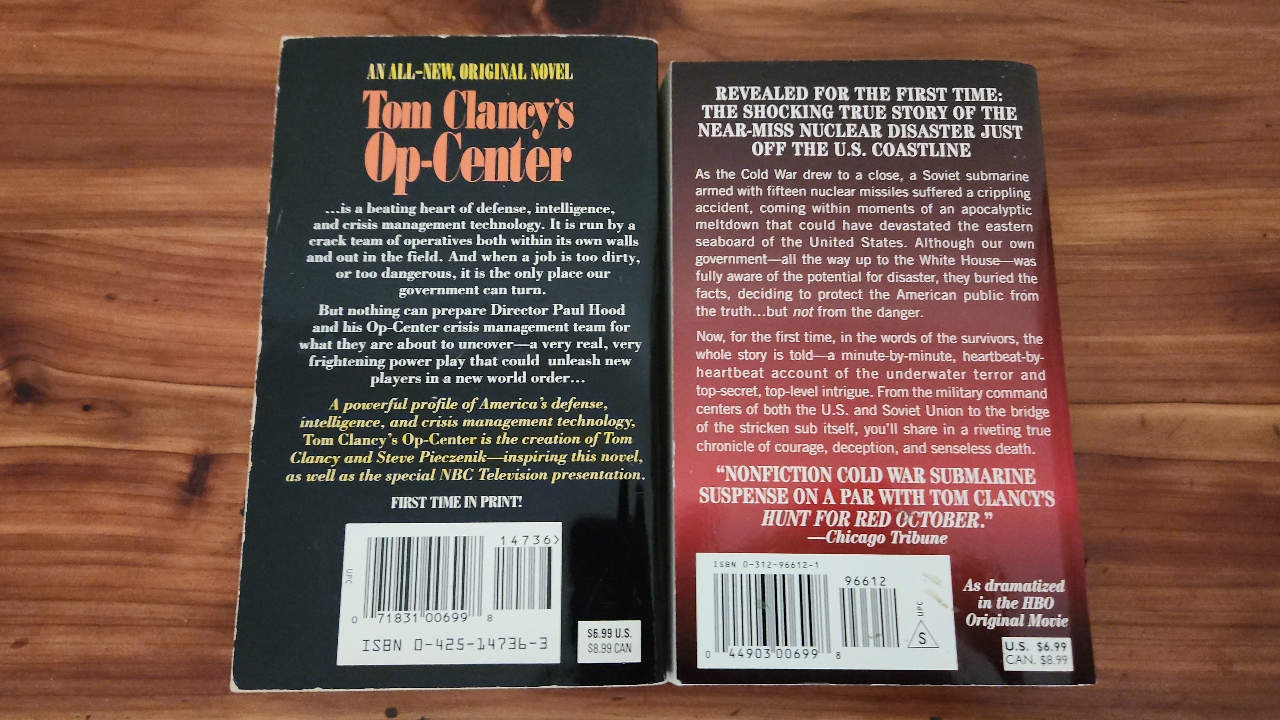 AN ALL-NEW, ORIGINAL NOVEL
Tom Clancy's
Op-Center
...is a beating heart of defense, intelligence,
and crisis management technology. It is run by a
crack team of operatives both within its own walls
and out in the field. And when a job is too dirty,
or too dangerous, it is the only place our
government can turn.
But nothing can prepare Director Paul Hood
and his Op-Center crisis management team for
what they are about to uncover—a very real, very
frightening power play that could unleash new
players in a new world order...
A powerful profile of America's defense,
intelligence, and crisis management technology,
Tom Clancy's Op-Center is the creation of Tom
Clancy and Steve Pieczenik—inspiring this novel,
as well as the special NBC Television presentation.
FIRST TIME IN PRINT!
14736>
UPC
0 71831 00699 8
ISBN 0-425-14736-3
$6.99 U.S.
$8.99 CAN
REVEALED FOR THE FIRST TIME:
THE SHOCKING TRUE STORY OF THE
NEAR-MISS NUCLEAR DISASTER JUST
OFF THE U.S. COASTLINE
As the Cold War drew to a close, a Soviet submarine
armed with fifteen nuclear missiles suffered a crippling
accident, coming within moments of an apocalyptic
meltdown that could have devastated the eastern
seaboard of the United States. Although our own
government—all the way up to the White House—was
fully aware of the potential for disaster, they buried the
facts, deciding to protect the American public from
the truth...but not from the danger.
Now, for the first time, in the words of the survivors, the
whole story is told—a minute-by-minute, heartbeat-by-
heartbeat account of the underwater terror and
top-secret, top-level intrigue. From the military command
centers of both the U.S. and Soviet Union to the bridge
of the stricken sub itself, you'll share in a riveting true
chronicle of courage, deception, and senseless death.
"NONFICTION COLD WAR SUBMARINE
SUSPENSE ON A PAR WITH TOM CLANCY'S
HUNT FOR RED OCTOBER."
—Chicago Tribune
ISBN 0-312-96612-1
96612
0 44903 00699 8
UPC
S
As dramatized
in the HBO
Original Movie
U.S. $6.99
CAN. $8.99